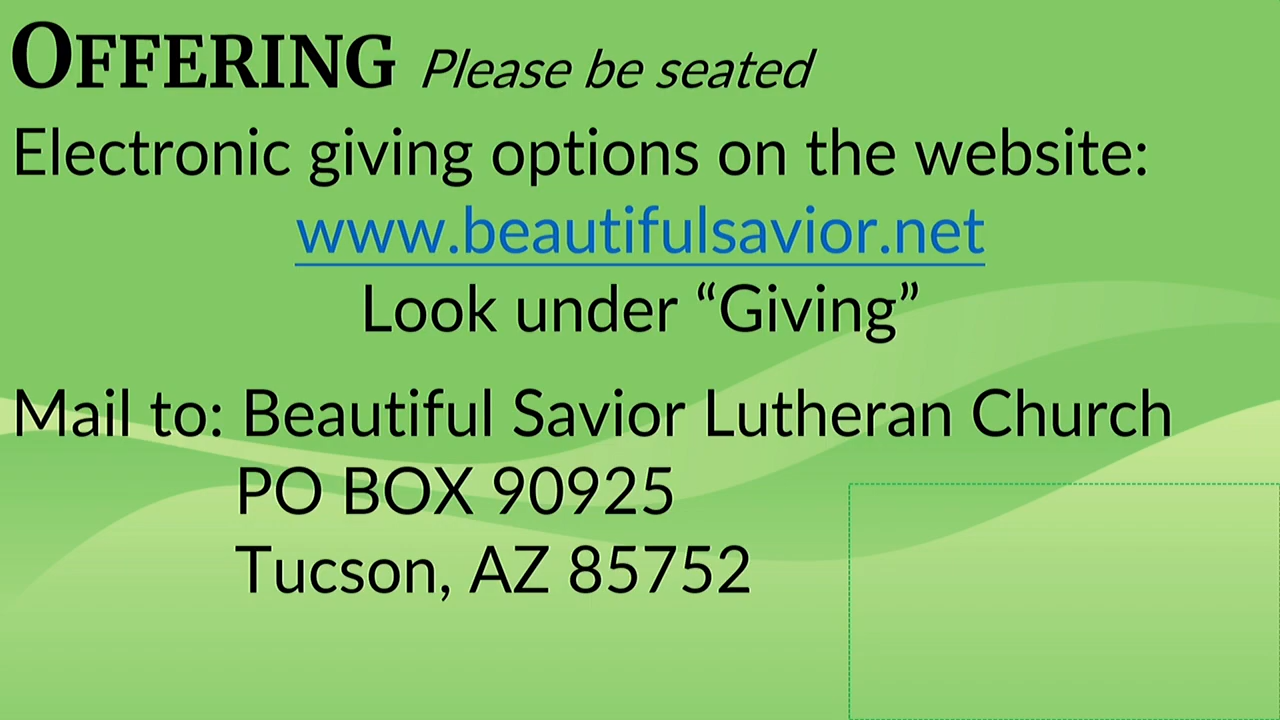 OFFERING Please be seated
Electronic giving options on the website:
www.beautifulsavior.net
Look under “Giving”
Mail to: Beautiful Savior Lutheran Church
PO BOX 90925
Tucson, AZ 85752